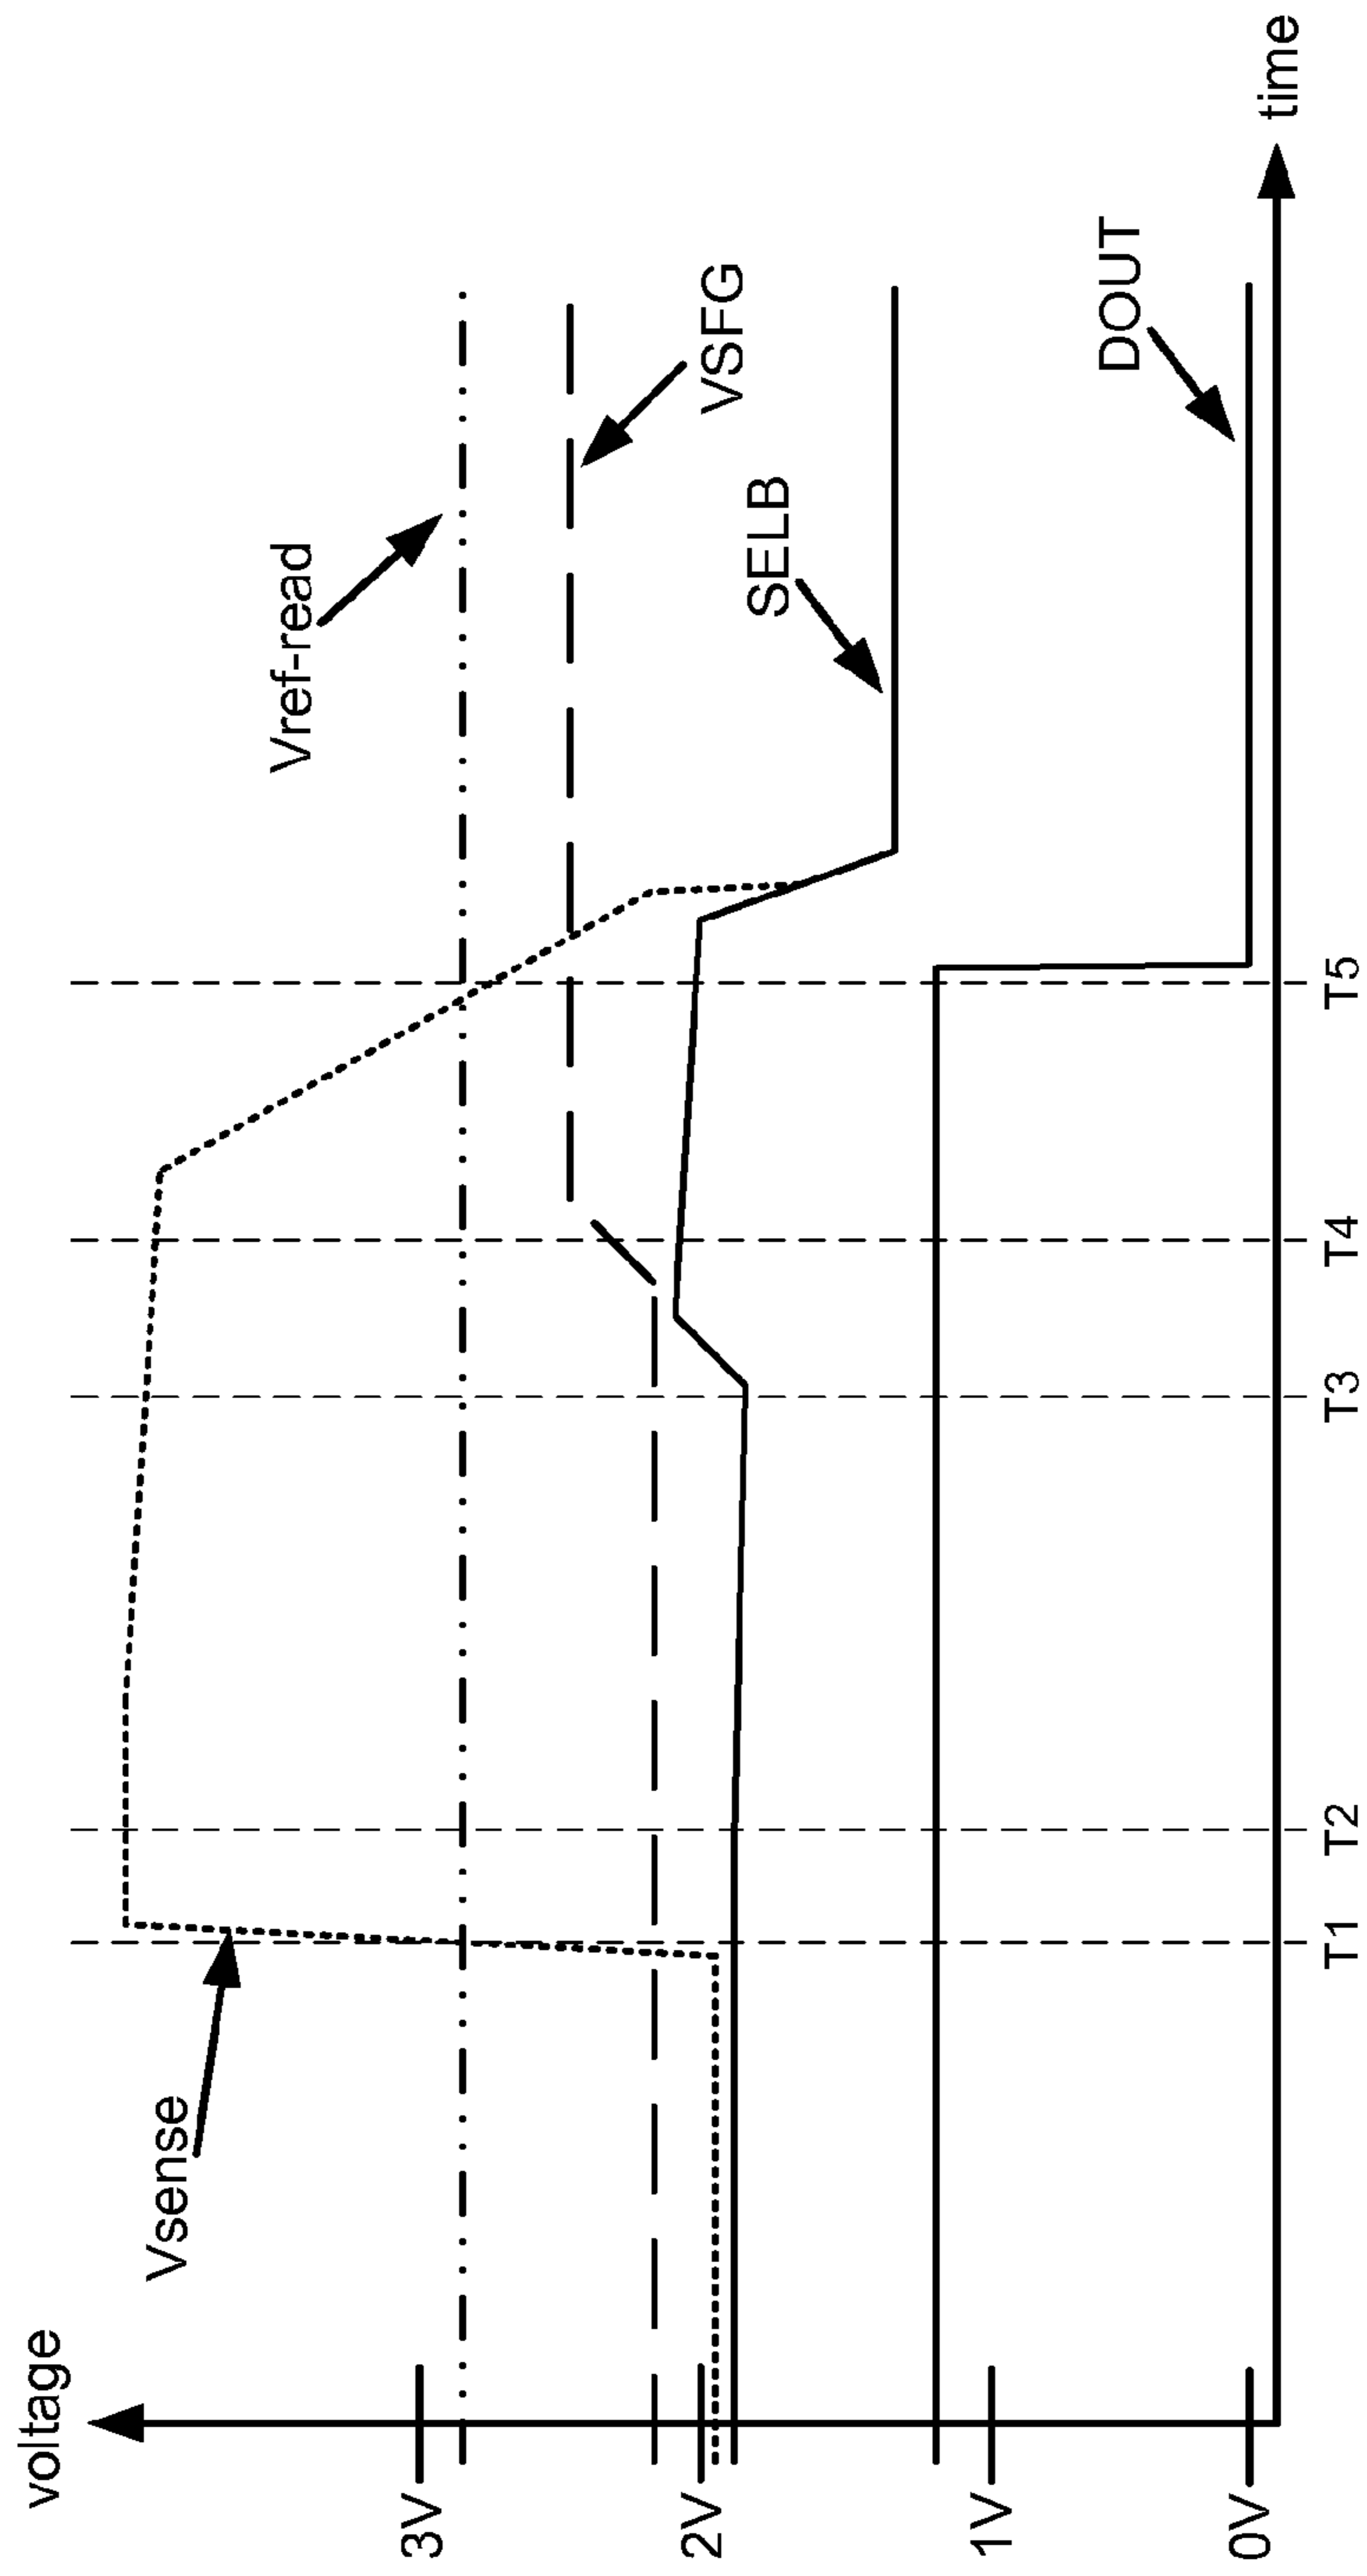 voltage
Vsense
Vref-read
VSFG
SELB
DOUT
3V
2V
1V
0V
T1
T2
T3
T4
T5
time